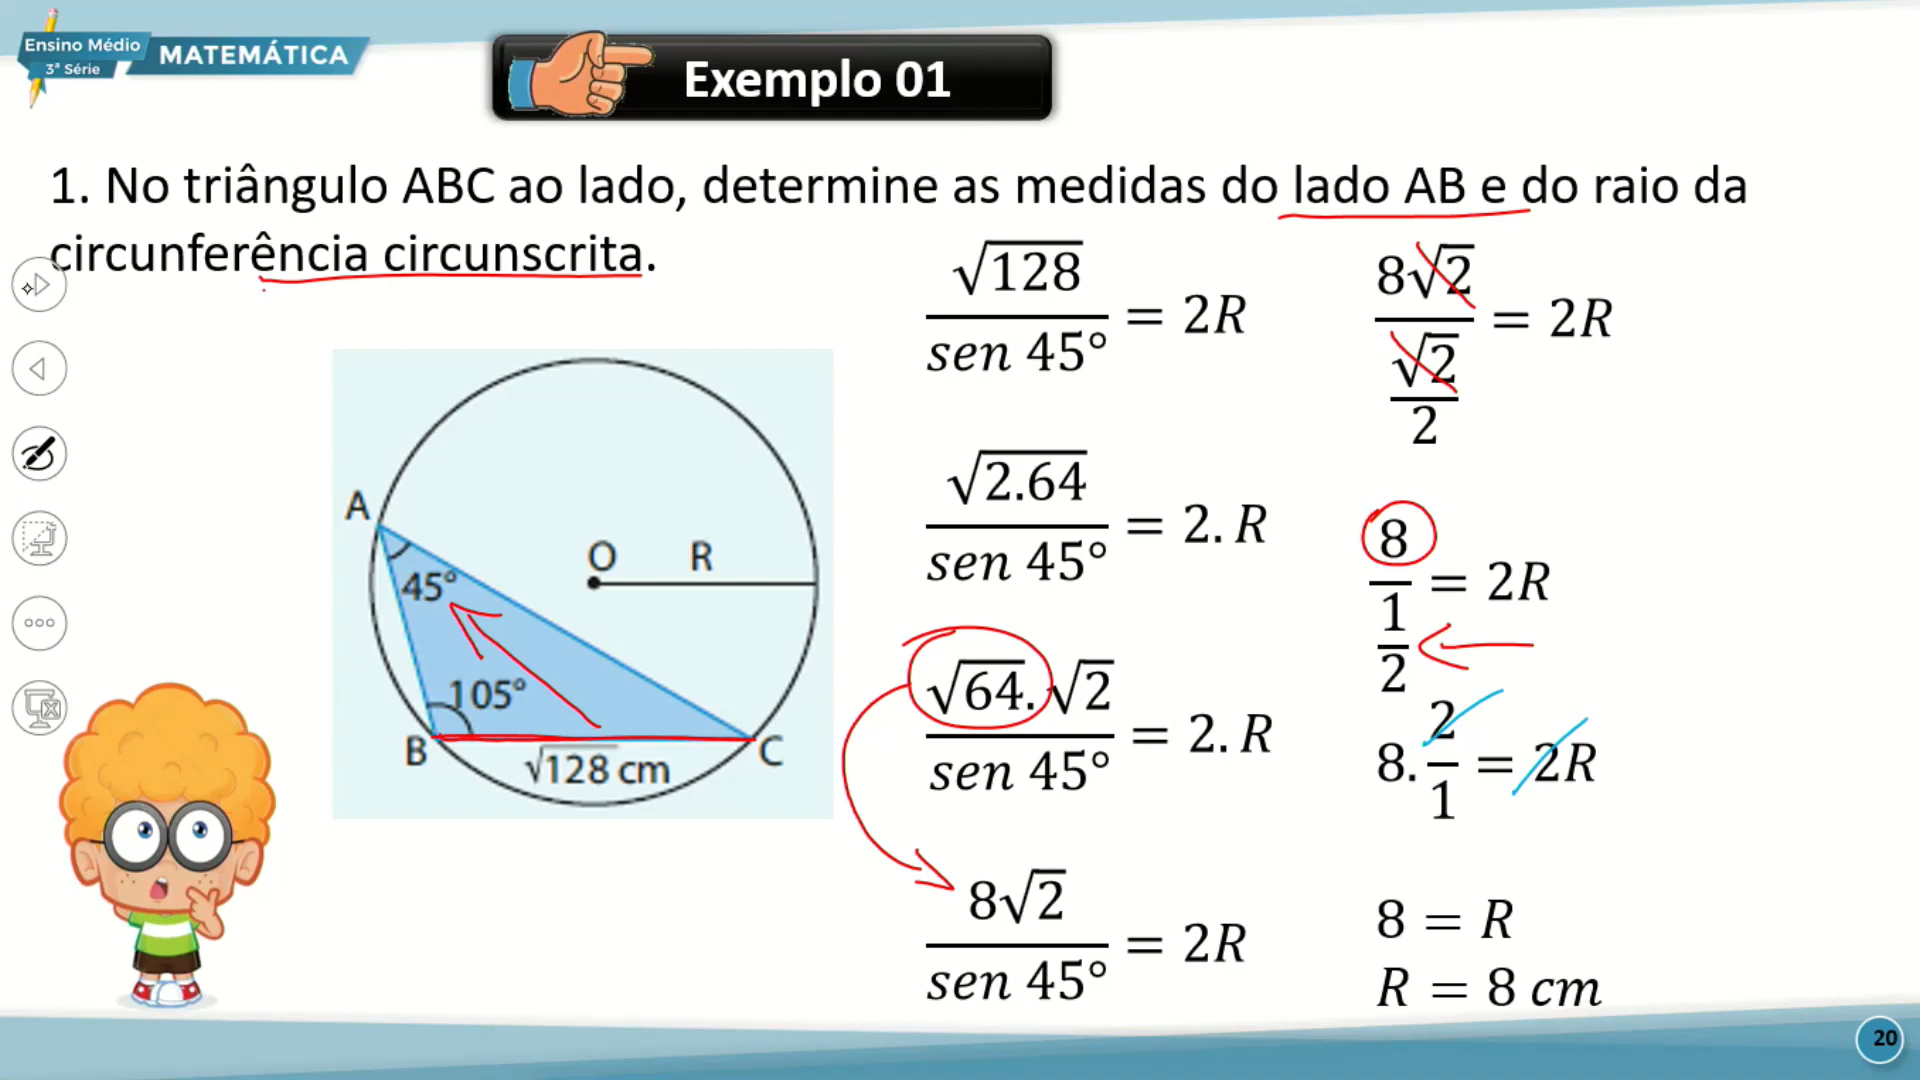 Ensino Médio
3ª Série
MATEMÁTICA
Exemplo 01
1. No triângulo ABC ao lado, determine as medidas do lado AB e do raio da
circunferência circunscrita.
A
45°
O
R
105°
B
√128 cm
C
√128
sen 45°
= 2R
√2.64
sen 45°
= 2. R
√64. √2
sen 45°
= 2. R
8√2
sen 45°
= 2R
8√2
√2
2
= 2R
8
1
2
= 2R
8. 2
1
= 2R
8 = R
R = 8 cm
20